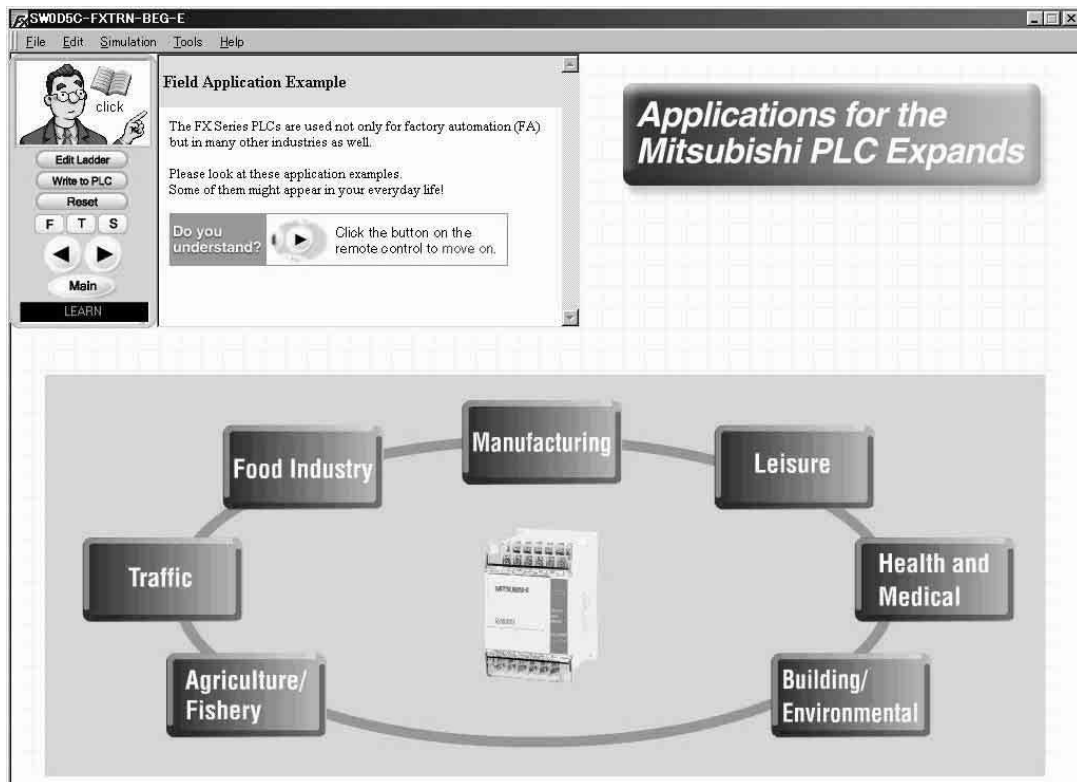 SW0D5C-FXTRN-BEG-E
File Edit Simulation Tools Help
click
Edit Ladder
Write to PLC
Reset
F T S
Main
LEARN
Field Application Example
The FX Series PLCs are used not only for factory automation (FA)
but in many other industries as well.
Please look at these application examples.
Some of them might appear in your everyday life!
Do you
understand?
Click the button on the
remote control to move on.
Applications for the
Mitsubishi PLC Expands
Manufacturing
Food Industry
Leisure
Traffic
Health and
Medical
Agriculture/
Fishery
Building/
Environmental
MITSUBISHI